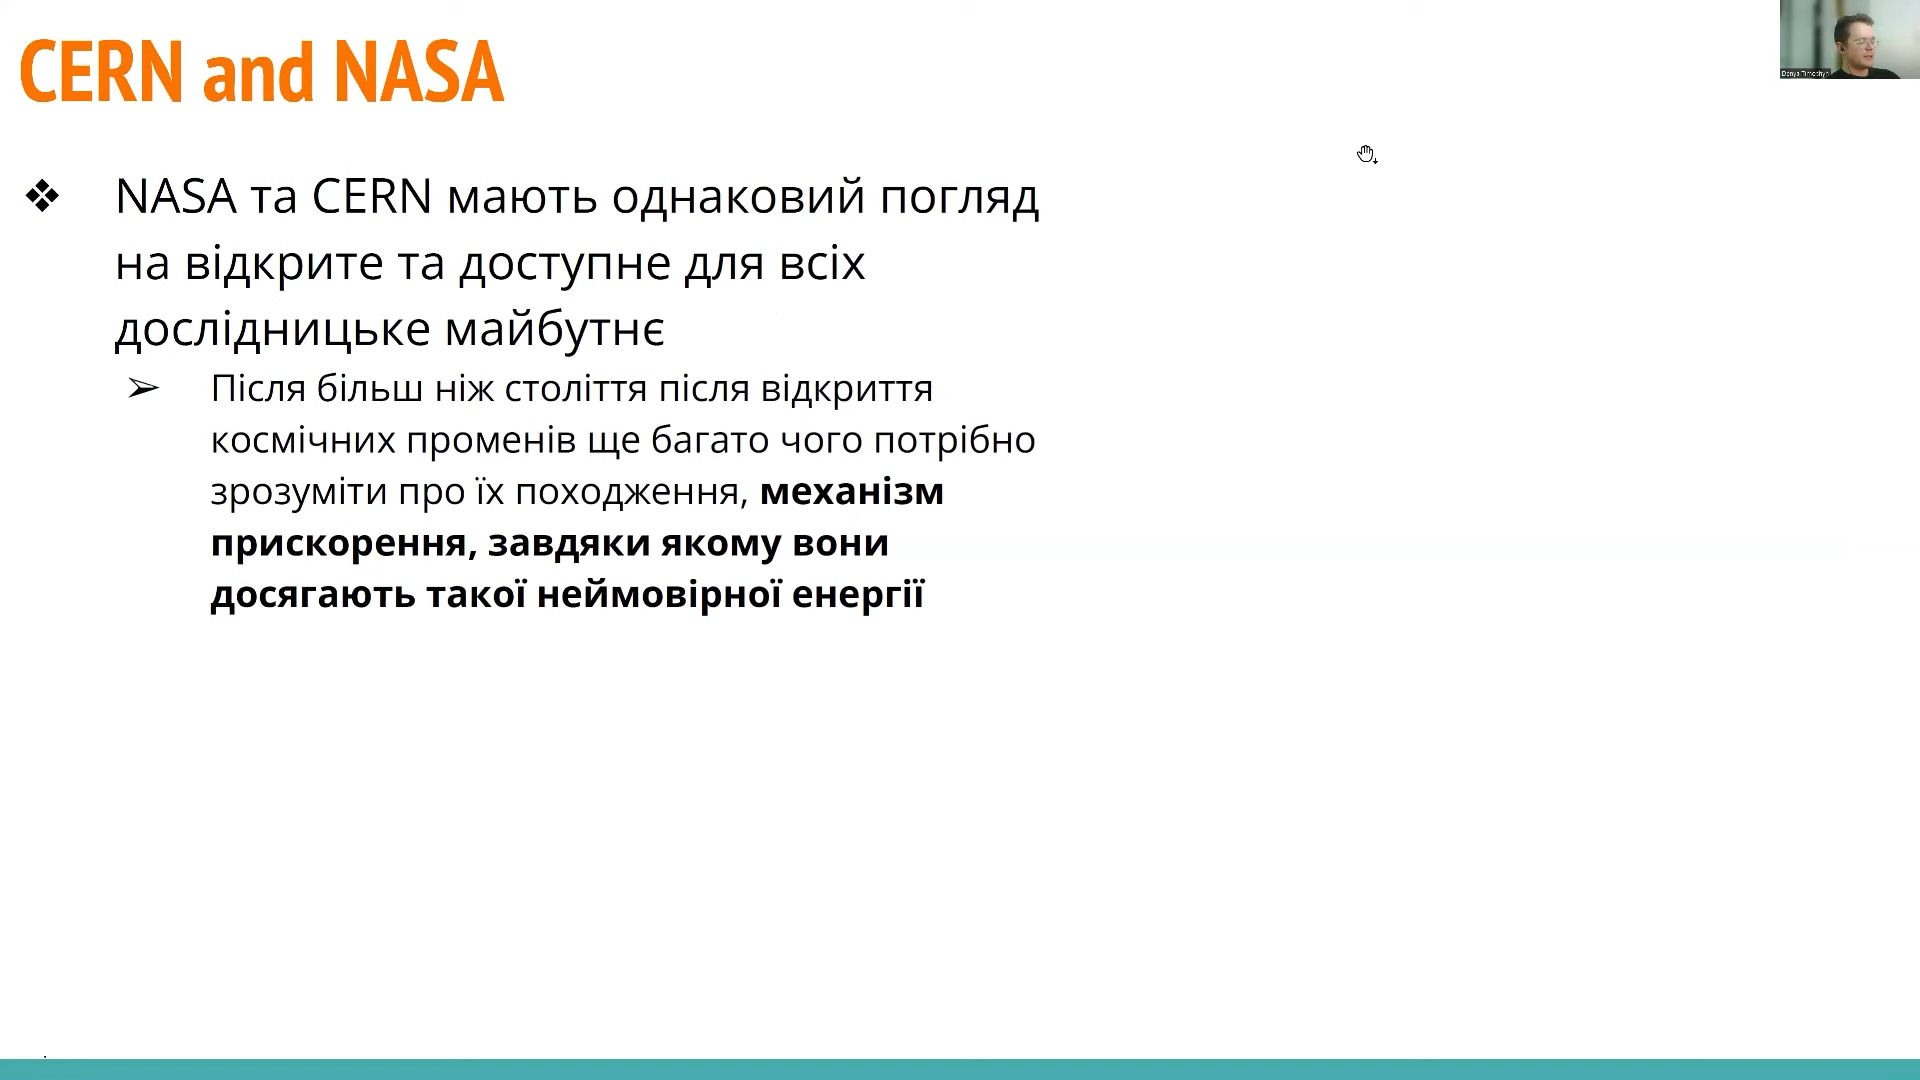 CERN and NASA
Denys Timoshyn
❖ NASA та CERN мають однаковий погляд
на відкрите та доступне для всіх
дослідницьке майбутнє
➢ Після більш ніж століття після відкриття
космічних променів ще багато чого потрібно
зрозуміти про їх походження, механізм
прискорення, завдяки якому вони
досягають такої неймовірної енергії